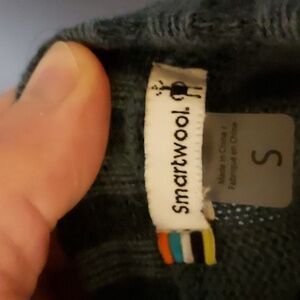 smartwool.
Made in China /
Fabriqué en Chine
S